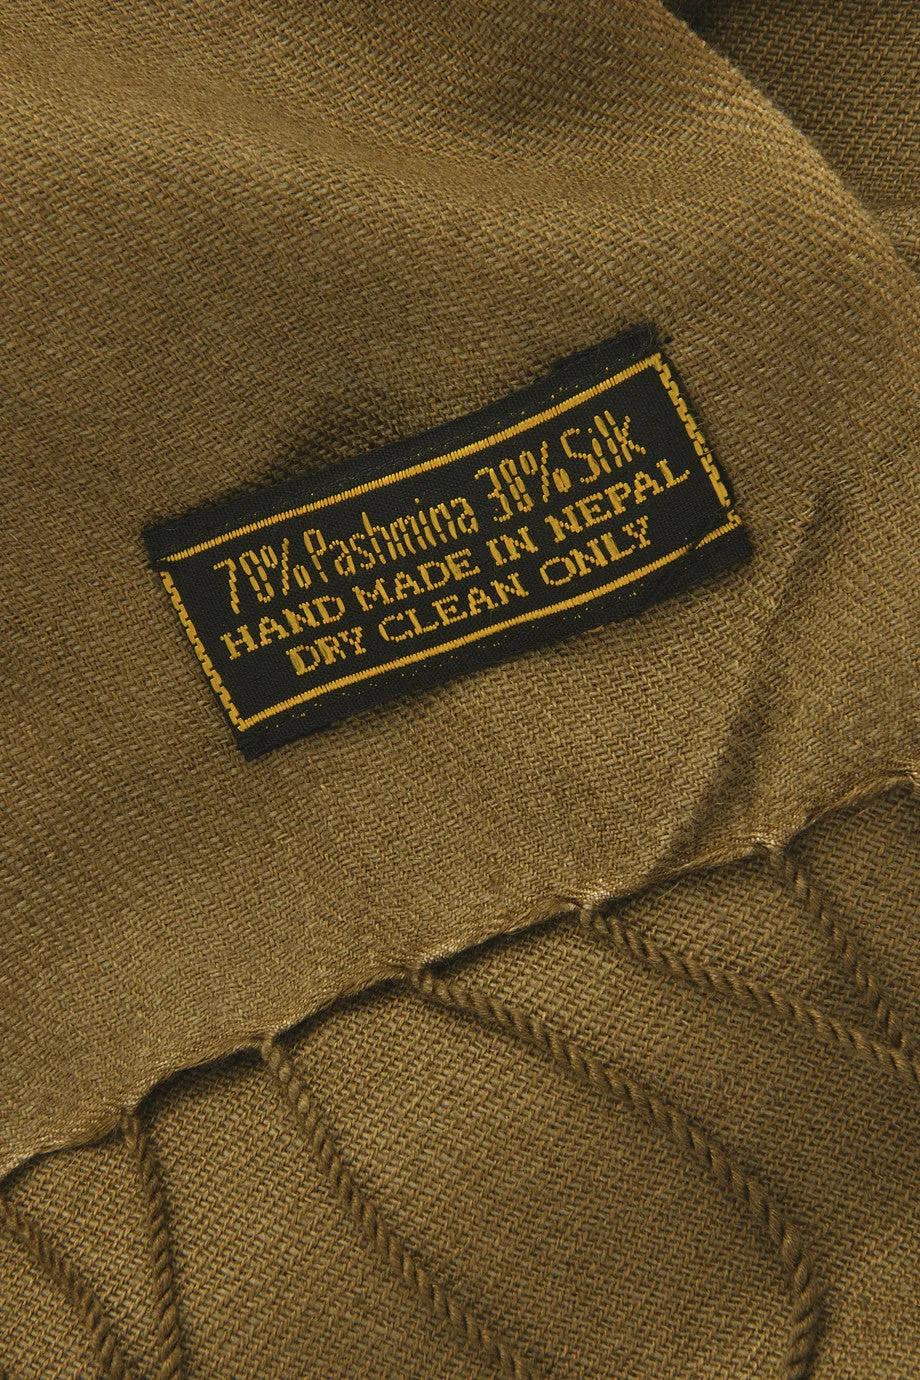 70% Pashmina 30% Silk
HAND MADE IN NEPAL
DRY CLEAN ONLY